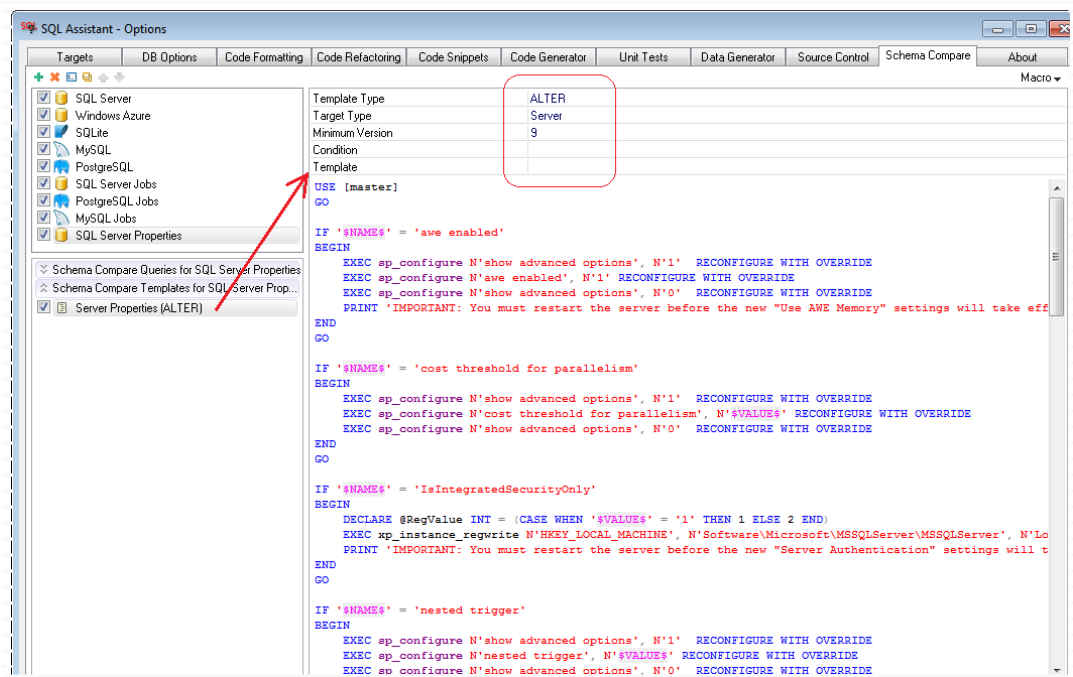 SQL Assistant - Options
Targets DB Options Code Formatting Code Refactoring Code Snippets Code Generator Unit Tests Data Generator Source Control Schema Compare About
Macro
SQL Server
Windows Azure
SQLite
MySQL
PostgreSQL
SQL Server Jobs
PostgreSQL Jobs
MySQL Jobs
SQL Server Properties
Schema Compare Queries for SQL Server Properties
Schema Compare Templates for SQL Server Prop...
Server Properties (ALTER)
Template Type ALTER
Target Type Server
Minimum Version 9
Condition
Template
USE [master]
GO
IF '$NAME$' = 'awe enabled'
BEGIN
EXEC sp_configure N'show advanced options', N'1' RECONFIGURE WITH OVERRIDE
EXEC sp_configure N'awe enabled', N'1' RECONFIGURE WITH OVERRIDE
EXEC sp_configure N'show advanced options', N'0' RECONFIGURE WITH OVERRIDE
PRINT 'IMPORTANT: You must restart the server before the new "Use AWE Memory" settings will take eff
END
GO
IF '$NAME$' = 'cost threshold for parallelism'
BEGIN
EXEC sp_configure N'show advanced options', N'1' RECONFIGURE WITH OVERRIDE
EXEC sp_configure N'cost threshold for parallelism', N'$VALUE$' RECONFIGURE WITH OVERRIDE
EXEC sp_configure N'show advanced options', N'0' RECONFIGURE WITH OVERRIDE
END
GO
IF '$NAME$' = 'IsIntegratedSecurityOnly'
BEGIN
DECLARE @RegValue INT = (CASE WHEN '$VALUE$' = '1' THEN 1 ELSE 2 END)
EXEC xp_instance_regwrite N'HKEY_LOCAL_MACHINE', N'Software\Microsoft\MSSQLServer\MSSQLServer', N'Lo
PRINT 'IMPORTANT: You must restart the server before the new "Server Authentication" settings will t
END
GO
IF '$NAME$' = 'nested trigger'
BEGIN
EXEC sp_configure N'show advanced options', N'1' RECONFIGURE WITH OVERRIDE
EXEC sp_configure N'nested trigger', N'$VALUE$' RECONFIGURE WITH OVERRIDE
EXEC sp_configure N'show advanced options', N'0' RECONFIGURE WITH OVERRIDE